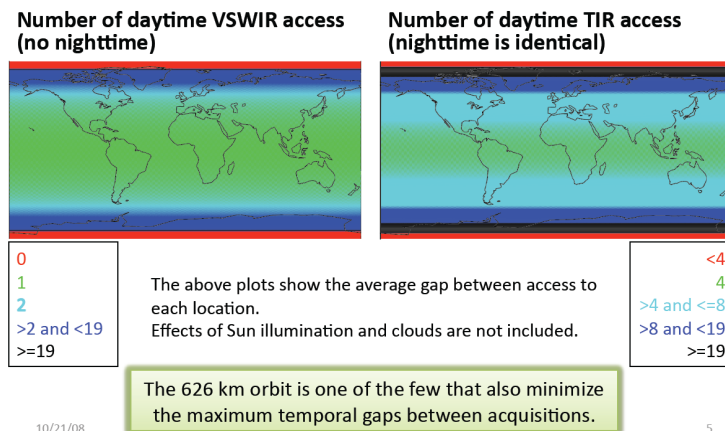 Number of daytime VSWIR access
(no nighttime)
Number of daytime TIR access
(nighttime is identical)
0
1
2
>2 and <19
>=19
The above plots show the average gap between access to
each location.
Effects of Sun illumination and clouds are not included.
<4
4
>4 and <=8
>8 and <19
>=19
The 626 km orbit is one of the few that also minimize
the maximum temporal gaps between acquisitions.
10/21/08
5